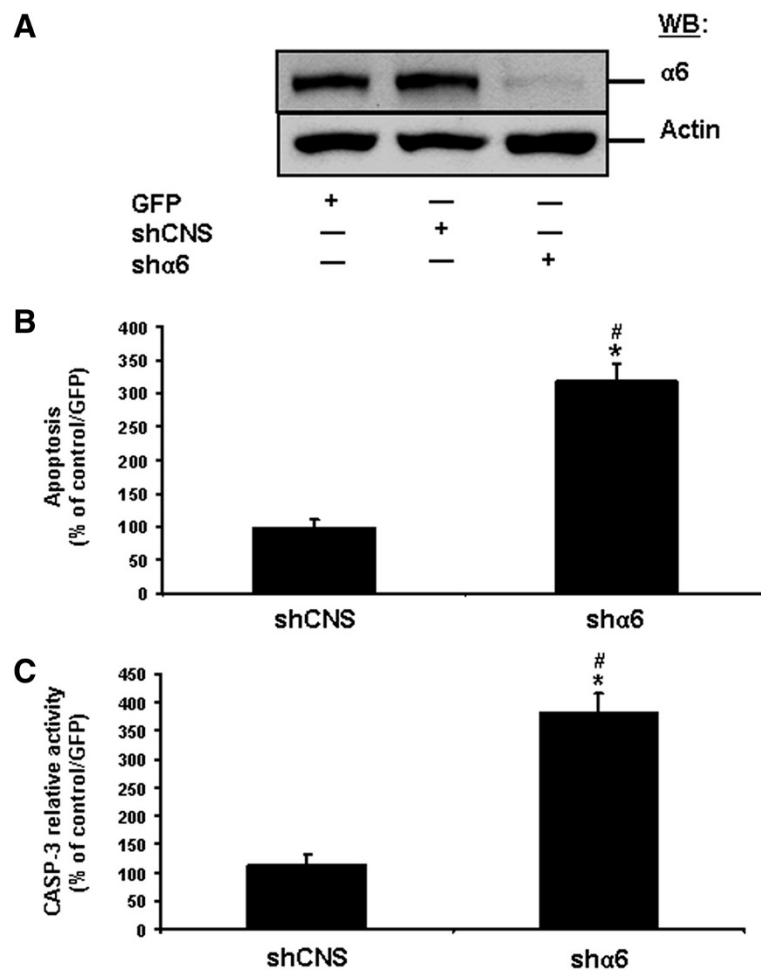 A
WB:
α6
Actin
GFP + — —
shCNS — + —
shα6 — — +
B
Apoptosis
(% of control/GFP)
400
350
300
250
200
150
100
50
0
#
*
shCNS shα6
C
CASP-3 relative activity
(% of control/GFP)
450
400
350
300
250
200
150
100
50
0
#
*
shCNS shα6